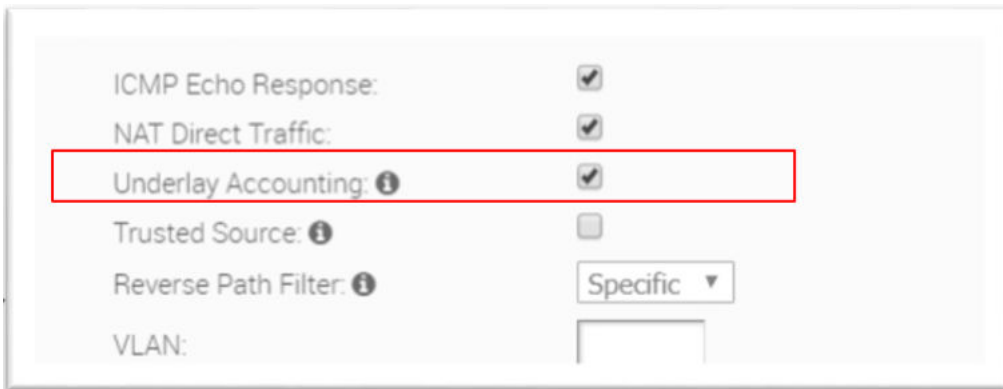 ICMP Echo Response:
NAT Direct Traffic:
Underlay Accounting:
Trusted Source:
Reverse Path Filter: Specific
VLAN: